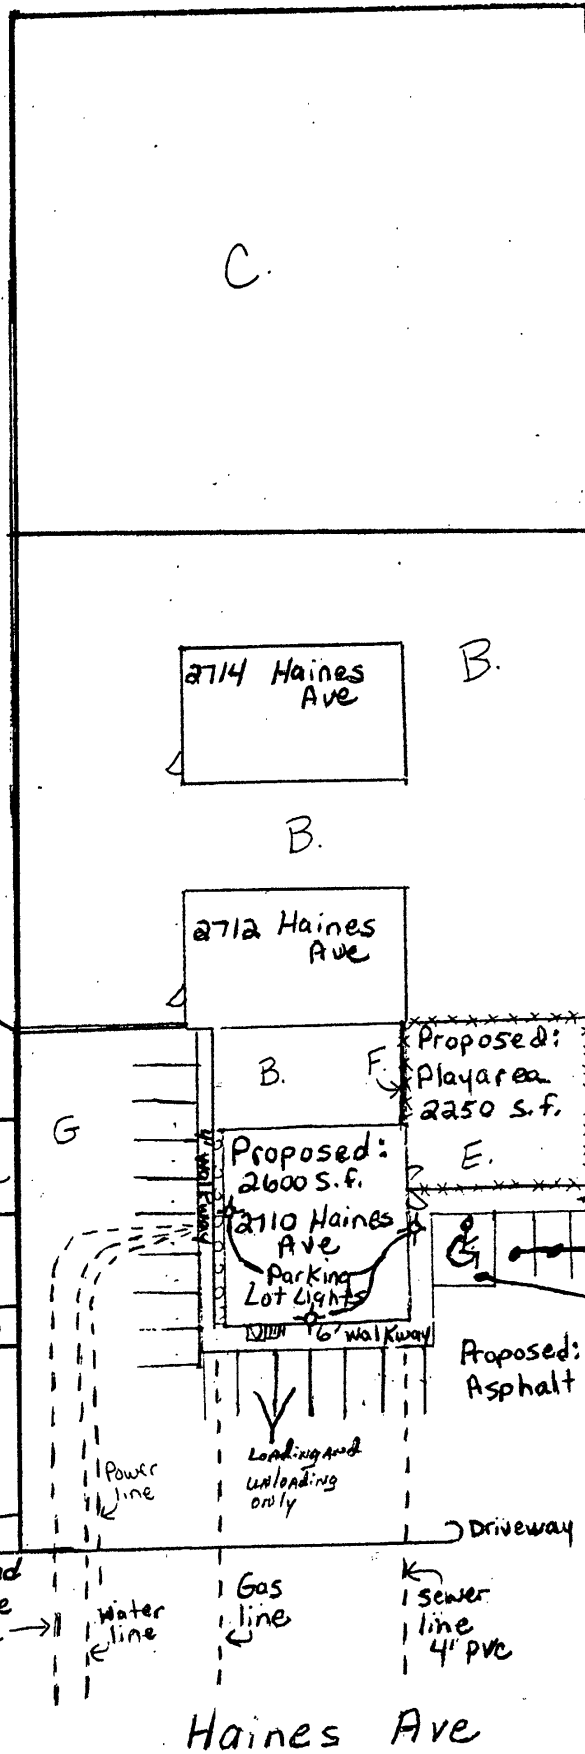 C.
2714 Haines
Ave
B.
B.
2712 Haines
Ave
B.
F.
Proposed:
Playarea
2250 s.f.
E.
G
4' walkway
Proposed:
2600 s.f.
2710 Haines
Ave
Parking
Lot Lights
6' walkway
Proposed:
Asphalt
Loading and
unloading
only
Power
line
Driveway
Water
line
Gas
line
sewer
line
4" PVC
Haines Ave